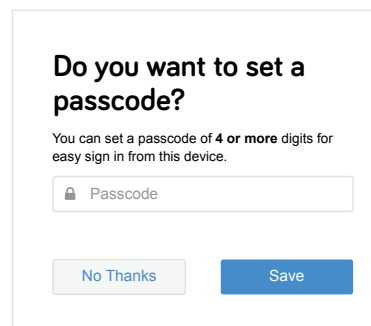 Do you want to set a
passcode?
You can set a passcode of 4 or more digits for
easy sign in from this device.
Passcode
No Thanks
Save